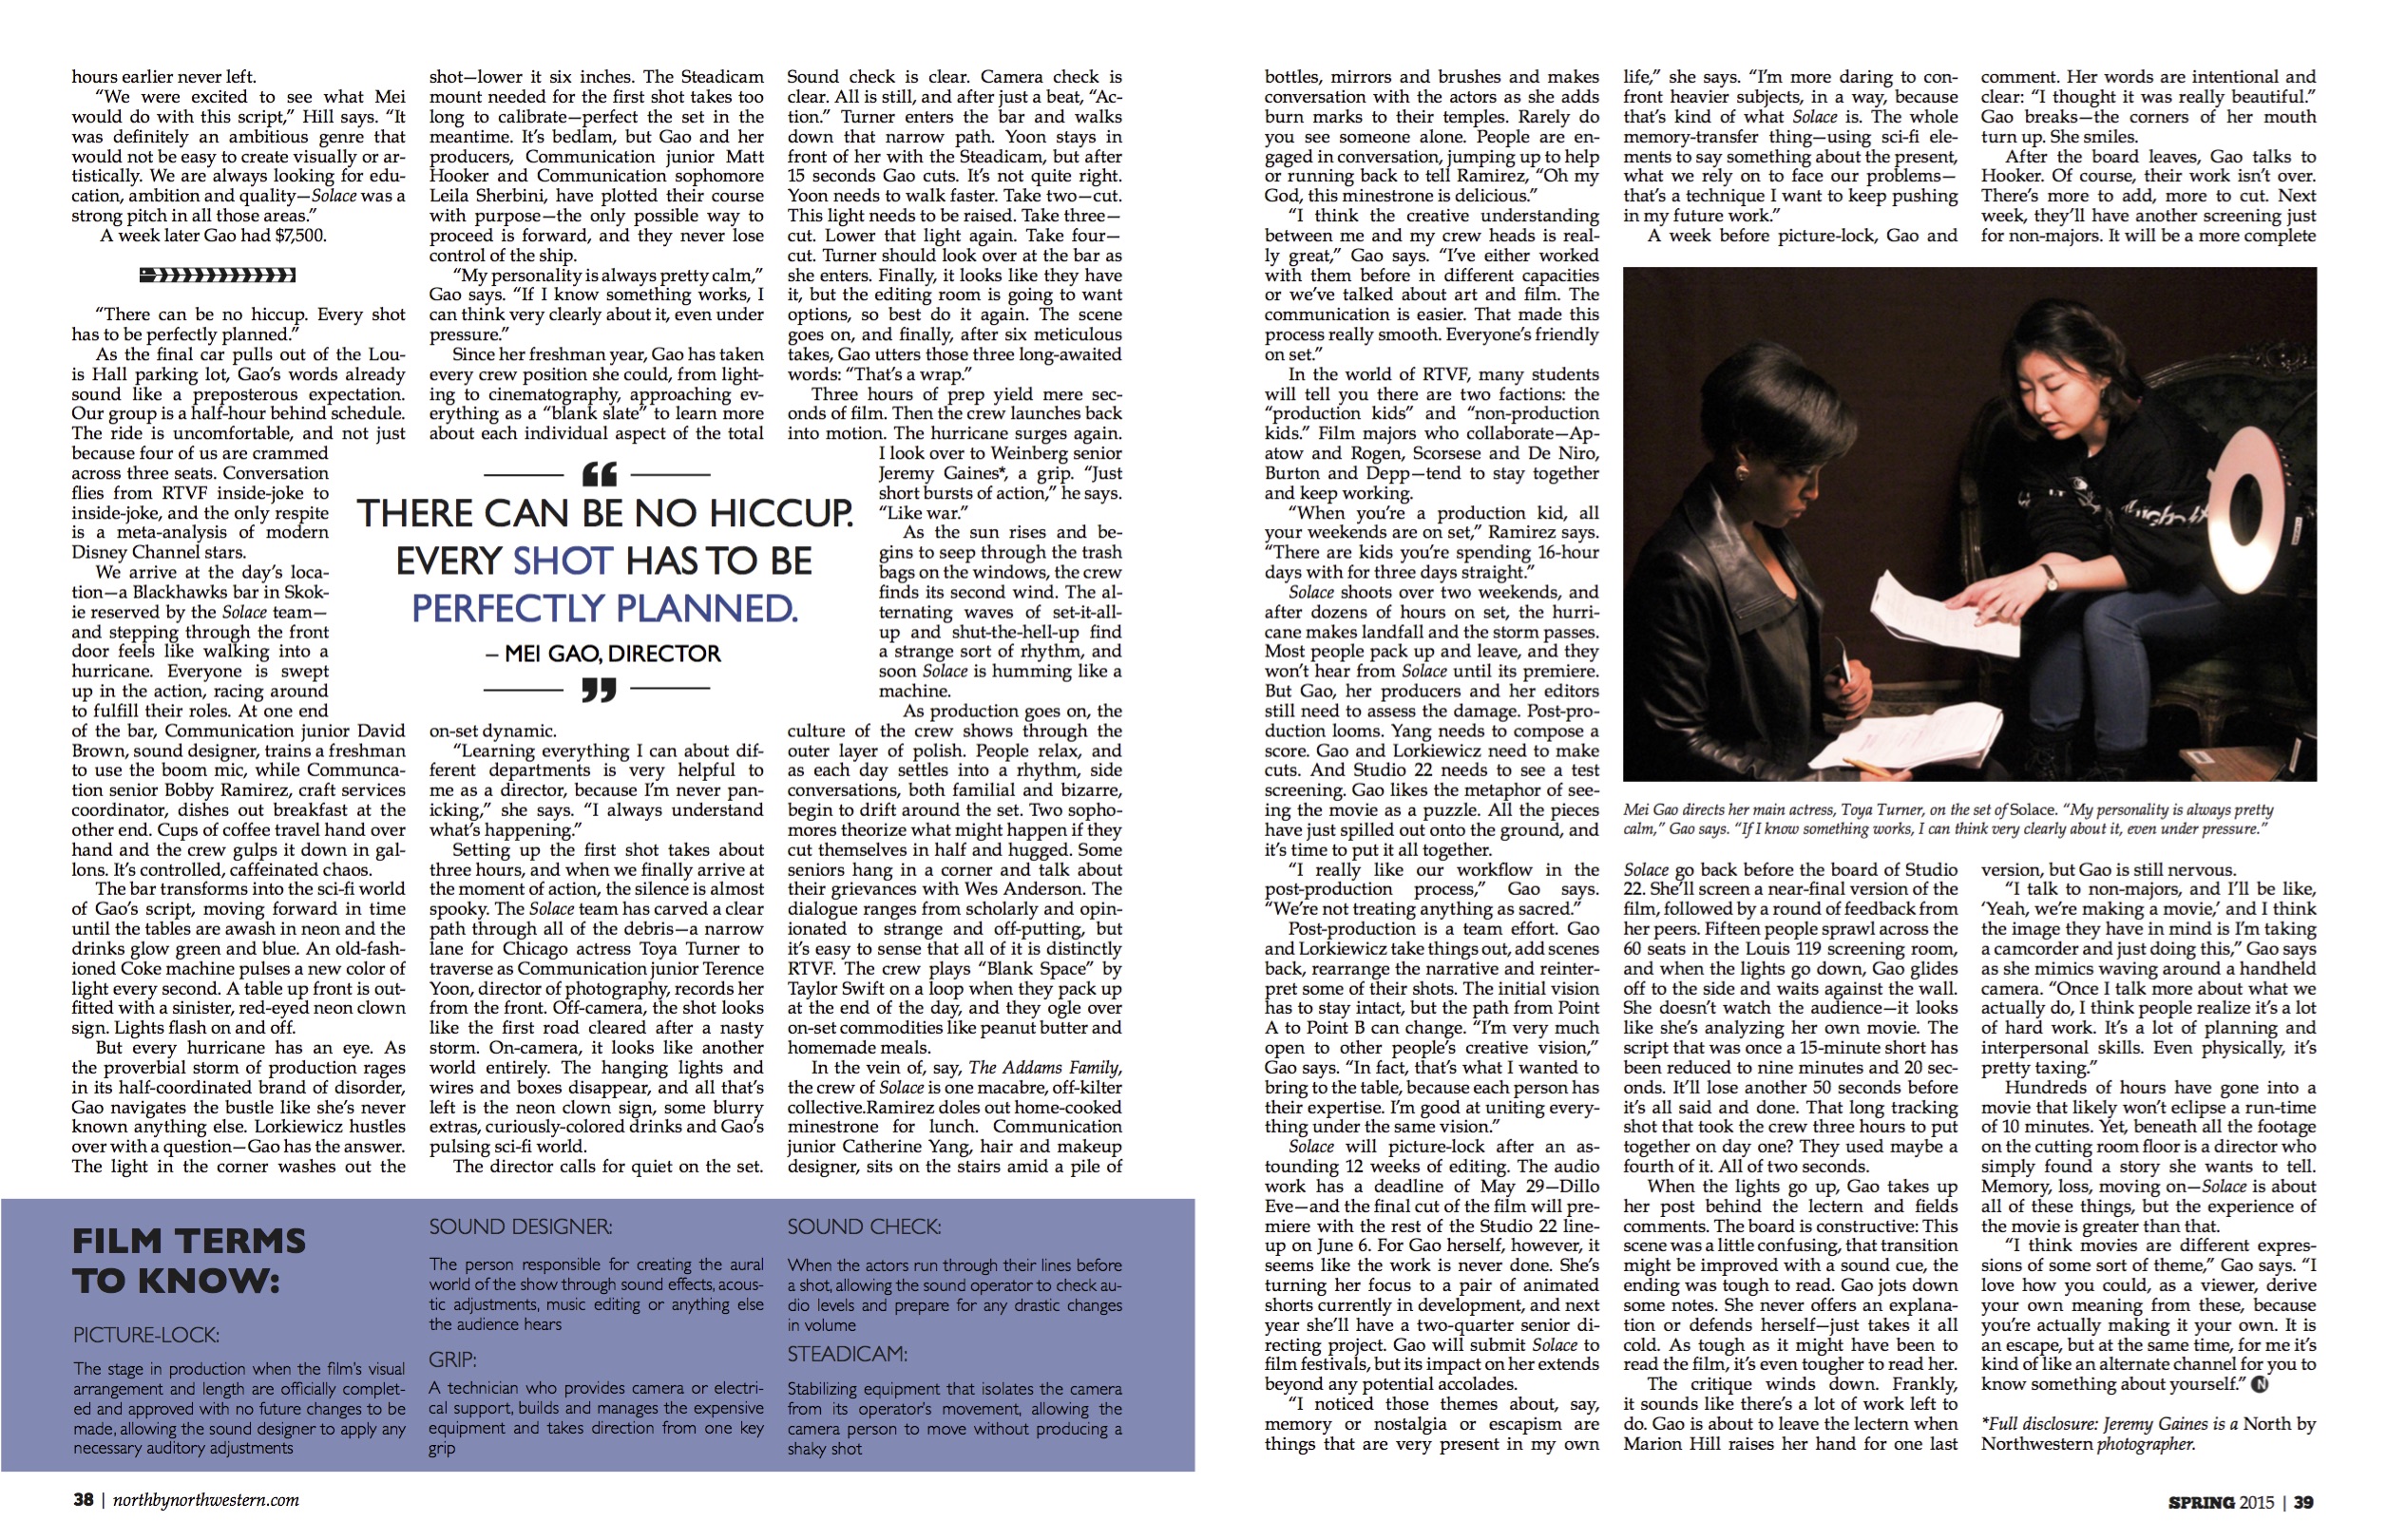 hours earlier never left.
“We were excited to see what Mei
would do with this script,” Hill says. “It
was definitely an ambitious genre that
would not be easy to create visually or ar-
tistically. We are always looking for edu-
cation, ambition and quality—Solace was a
strong pitch in all those areas.”
A week later Gao had $7,500.
“There can be no hiccup. Every shot
has to be perfectly planned.”
As the final car pulls out of the Lou-
is Hall parking lot, Gao’s words already
sound like a preposterous expectation.
Our group is a half-hour behind schedule.
The ride is uncomfortable, and not just
because four of us are crammed
across three seats. Conversation
flies from RTVF inside-joke to
inside-joke, and the only respite
is a meta-analysis of modern
Disney Channel stars.
We arrive at the day’s loca-
tion—a Blackhawks bar in Skok-
ie reserved by the Solace team—
and stepping through the front
door feels like walking into a
hurricane. Everyone is swept
up in the action, racing around
to fulfill their roles. At one end
of the bar, Communication junior David
Brown, sound designer, trains a freshman
to use the boom mic, while Communca-
tion senior Bobby Ramirez, craft services
coordinator, dishes out breakfast at the
other end. Cups of coffee travel hand over
hand and the crew gulps it down in gal-
lons. It’s controlled, caffeinated chaos.
The bar transforms into the sci-fi world
of Gao’s script, moving forward in time
until the tables are awash in neon and the
drinks glow green and blue. An old-fash-
ioned Coke machine pulses a new color of
light every second. A table up front is out-
fitted with a sinister, red-eyed neon clown
sign. Lights flash on and off.
But every hurricane has an eye. As
the proverbial storm of production rages
in its half-coordinated brand of disorder,
Gao navigates the bustle like she’s never
known anything else. Lorkiewicz hustles
over with a question—Gao has the answer.
The light in the corner washes out the
shot—lower it six inches. The Steadicam
mount needed for the first shot takes too
long to calibrate—perfect the set in the
meantime. It’s bedlam, but Gao and her
producers, Communication junior Matt
Hooker and Communication sophomore
Leila Sherbini, have plotted their course
with purpose—the only possible way to
proceed is forward, and they never lose
control of the ship.
“My personality is always pretty calm,”
Gao says. “If I know something works, I
can think very clearly about it, even under
pressure.”
Since her freshman year, Gao has taken
every crew position she could, from light-
ing to cinematography, approaching ev-
erything as a “blank slate” to learn more
about each individual aspect of the total
“
THERE CAN BE NO HICCUP.
EVERY SHOT HAS TO BE
PERFECTLY PLANNED.
– MEI GAO, DIRECTOR
”
on-set dynamic.
“Learning everything I can about dif-
ferent departments is very helpful to
me as a director, because I’m never pan-
icking,” she says. “I always understand
what’s happening.”
Setting up the first shot takes about
three hours, and when we finally arrive at
the moment of action, the silence is almost
spooky. The Solace team has carved a clear
path through all of the debris—a narrow
lane for Chicago actress Toya Turner to
traverse as Communication junior Terence
Yoon, director of photography, records her
from the front. Off-camera, the shot looks
like the first road cleared after a nasty
storm. On-camera, it looks like another
world entirely. The hanging lights and
wires and boxes disappear, and all that’s
left is the neon clown sign, some blurry
extras, curiously-colored drinks and Gao’s
pulsing sci-fi world.
The director calls for quiet on the set.
Sound check is clear. Camera check is
clear. All is still, and after just a beat, “Ac-
tion.” Turner enters the bar and walks
down that narrow path. Yoon stays in
front of her with the Steadicam, but after
15 seconds Gao cuts. It’s not quite right.
Yoon needs to walk faster. Take two—cut.
This light needs to be raised. Take three—
cut. Lower that light again. Take four—
cut. Turner should look over at the bar as
she enters. Finally, it looks like they have
it, but the editing room is going to want
options, so best do it again. The scene
goes on, and finally, after six meticulous
takes, Gao utters those three long-awaited
words: “That’s a wrap.”
Three hours of prep yield mere sec-
onds of film. Then the crew launches back
into motion. The hurricane surges again.
I look over to Weinberg senior
Jeremy Gaines*, a grip. “Just
short bursts of action,” he says.
“Like war.”
As the sun rises and be-
gins to seep through the trash
bags on the windows, the crew
finds its second wind. The al-
ternating waves of set-it-all-
up and shut-the-hell-up find
a strange sort of rhythm, and
soon Solace is humming like a
machine.
As production goes on, the
culture of the crew shows through the
outer layer of polish. People relax, and
as each day settles into a rhythm, side
conversations, both familial and bizarre,
begin to drift around the set. Two sopho-
mores theorize what might happen if they
cut themselves in half and hugged. Some
seniors hang in a corner and talk about
their grievances with Wes Anderson. The
dialogue ranges from scholarly and opin-
ionated to strange and off-putting, but
it’s easy to sense that all of it is distinctly
RTVF. The crew plays “Blank Space” by
Taylor Swift on a loop when they pack up
at the end of the day, and they ogle over
on-set commodities like peanut butter and
homemade meals.
In the vein of, say, The Addams Family,
the crew of Solace is one macabre, off-kilter
collective.Ramirez doles out home-cooked
minestrone for lunch. Communication
junior Catherine Yang, hair and makeup
designer, sits on the stairs amid a pile of
FILM TERMS
TO KNOW:
PICTURE-LOCK:
The stage in production when the film’s visual
arrangement and length are officially complet-
ed and approved with no future changes to be
made, allowing the sound designer to apply any
necessary auditory adjustments
SOUND DESIGNER:
The person responsible for creating the aural
world of the show through sound effects, acous-
tic adjustments, music editing or anything else
the audience hears
GRIP:
A technician who provides camera or electri-
cal support, builds and manages the expensive
equipment and takes direction from one key
grip
SOUND CHECK:
When the actors run through their lines before
a shot, allowing the sound operator to check au-
dio levels and prepare for any drastic changes
in volume
STEADICAM:
Stabilizing equipment that isolates the camera
from its operator’s movement, allowing the
camera person to move without producing a
shaky shot
38 | northbynorthwestern.com
bottles, mirrors and brushes and makes
conversation with the actors as she adds
burn marks to their temples. Rarely do
you see someone alone. People are en-
gaged in conversation, jumping up to help
or running back to tell Ramirez, “Oh my
God, this minestrone is delicious.”
“I think the creative understanding
between me and my crew heads is real-
ly great,” Gao says. “I’ve either worked
with them before in different capacities
or we’ve talked about art and film. The
communication is easier. That made this
process really smooth. Everyone’s friendly
on set.”
In the world of RTVF, many students
will tell you there are two factions: the
“production kids” and “non-production
kids.” Film majors who collaborate—Ap-
atow and Rogen, Scorsese and De Niro,
Burton and Depp—tend to stay together
and keep working.
“When you’re a production kid, all
your weekends are on set,” Ramirez says.
“There are kids you’re spending 16-hour
days with for three days straight.”
Solace shoots over two weekends, and
after dozens of hours on set, the hurri-
cane makes landfall and the storm passes.
Most people pack up and leave, and they
won’t hear from Solace until its premiere.
But Gao, her producers and her editors
still need to assess the damage. Post-pro-
duction looms. Yang needs to compose a
score. Gao and Lorkiewicz need to make
cuts. And Studio 22 needs to see a test
screening. Gao likes the metaphor of see-
ing the movie as a puzzle. All the pieces
have just spilled out onto the ground, and
it’s time to put it all together.
“I really like our workflow in the
post-production process,” Gao says.
“We’re not treating anything as sacred.”
Post-production is a team effort. Gao
and Lorkiewicz take things out, add scenes
back, rearrange the narrative and reinter-
pret some of their shots. The initial vision
has to stay intact, but the path from Point
A to Point B can change. “I’m very much
open to other people’s creative vision,”
Gao says. “In fact, that’s what I wanted to
bring to the table, because each person has
their expertise. I’m good at uniting every-
thing under the same vision.”
Solace will picture-lock after an as-
tounding 12 weeks of editing. The audio
work has a deadline of May 29—Dillo
Eve—and the final cut of the film will pre-
miere with the rest of the Studio 22 line-
up on June 6. For Gao herself, however, it
seems like the work is never done. She’s
turning her focus to a pair of animated
shorts currently in development, and next
year she’ll have a two-quarter senior di-
recting project. Gao will submit Solace to
film festivals, but its impact on her extends
beyond any potential accolades.
“I noticed those themes about, say,
memory or nostalgia or escapism are
things that are very present in my own
life,” she says. “I’m more daring to con-
front heavier subjects, in a way, because
that’s kind of what Solace is. The whole
memory-transfer thing—using sci-fi ele-
ments to say something about the present,
what we rely on to face our problems—
that’s a technique I want to keep pushing
in my future work.”
A week before picture-lock, Gao and
Mei Gao directs her main actress, Toya Turner, on the set of Solace. “My personality is always pretty
calm,” Gao says. “If I know something works, I can think very clearly about it, even under pressure.”
Solace go back before the board of Studio
22. She’ll screen a near-final version of the
film, followed by a round of feedback from
her peers. Fifteen people sprawl across the
60 seats in the Louis 119 screening room,
and when the lights go down, Gao glides
off to the side and waits against the wall.
She doesn’t watch the audience—it looks
like she’s analyzing her own movie. The
script that was once a 15-minute short has
been reduced to nine minutes and 20 sec-
onds. It’ll lose another 50 seconds before
it’s all said and done. That long tracking
shot that took the crew three hours to put
together on day one? They used maybe a
fourth of it. All of two seconds.
When the lights go up, Gao takes up
her post behind the lectern and fields
comments. The board is constructive: This
scene was a little confusing, that transition
might be improved with a sound cue, the
ending was tough to read. Gao jots down
some notes. She never offers an explana-
tion or defends herself—just takes it all
cold. As tough as it might have been to
read the film, it’s even tougher to read her.
The critique winds down. Frankly,
it sounds like there’s a lot of work left to
do. Gao is about to leave the lectern when
Marion Hill raises her hand for one last
comment. Her words are intentional and
clear: “I thought it was really beautiful.”
Gao breaks—the corners of her mouth
turn up. She smiles.
After the board leaves, Gao talks to
Hooker. Of course, their work isn’t over.
There’s more to add, more to cut. Next
week, they’ll have another screening just
for non-majors. It will be a more complete
version, but Gao is still nervous.
“I talk to non-majors, and I’ll be like,
‘Yeah, we’re making a movie,’ and I think
the image they have in mind is I’m taking
a camcorder and just doing this,” Gao says
as she mimics waving around a handheld
camera. “Once I talk more about what we
actually do, I think people realize it’s a lot
of hard work. It’s a lot of planning and
interpersonal skills. Even physically, it’s
pretty taxing.”
Hundreds of hours have gone into a
movie that likely won’t eclipse a run-time
of 10 minutes. Yet, beneath all the footage
on the cutting room floor is a director who
simply found a story she wants to tell.
Memory, loss, moving on—Solace is about
all of these things, but the experience of
the movie is greater than that.
“I think movies are different expres-
sions of some sort of theme,” Gao says. “I
love how you could, as a viewer, derive
your own meaning from these, because
you’re actually making it your own. It is
an escape, but at the same time, for me it’s
kind of like an alternate channel for you to
know something about yourself.” N
*Full disclosure: Jeremy Gaines is a North by
Northwestern photographer.
SPRING 2015 | 39